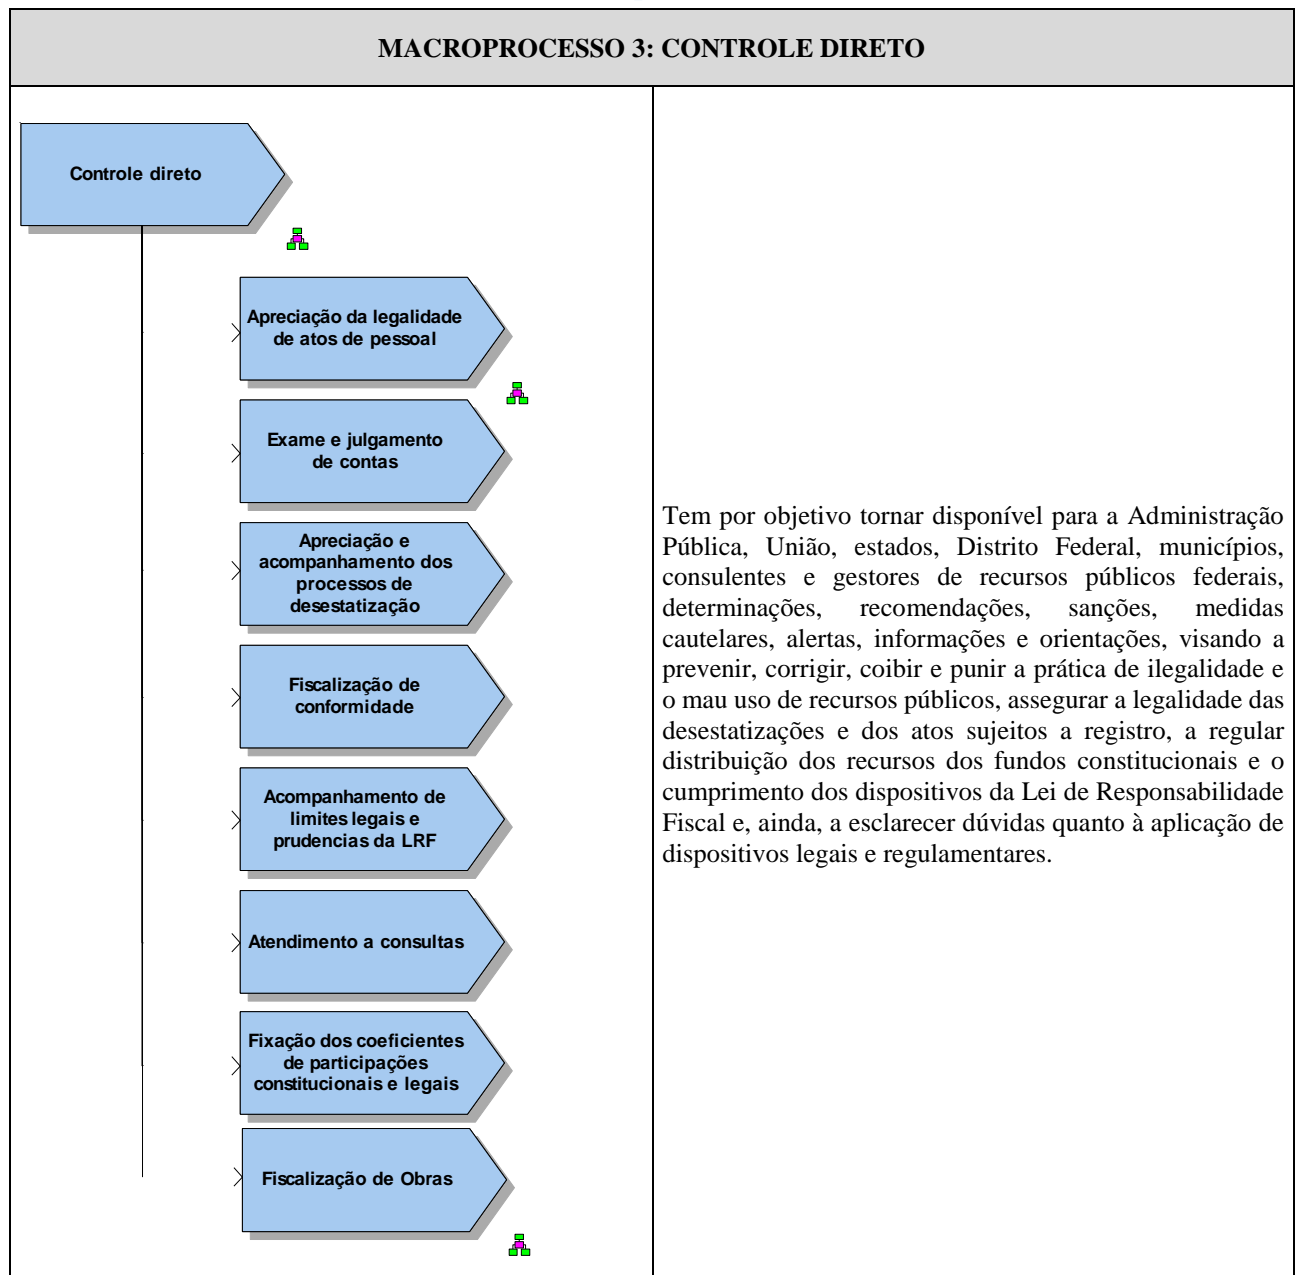 MACROPROCESSO 3: CONTROLE DIRETO
Controle direto
Apreciação da legalidade
de atos de pessoal
Exame e julgamento
de contas
Apreciação e
acompanhamento dos
processos de
desestatização
Fiscalização de
conformidade
Acompanhamento de
limites legais e
prudencias da LRF
Atendimento a consultas
Fixação dos coeficientes
de participações
constitucionais e legais
Fiscalização de Obras
Tem por objetivo tornar disponível para a Administração
Pública, União, estados, Distrito Federal, municípios,
consulentes e gestores de recursos públicos federais,
determinações, recomendações, sanções, medidas
cautelares, alertas, informações e orientações, visando a
prevenir, corrigir, coibir e punir a prática de ilegalidade e
o mau uso de recursos públicos, assegurar a legalidade das
desestatizações e dos atos sujeitos a registro, a regular
distribuição dos recursos dos fundos constitucionais e o
cumprimento dos dispositivos da Lei de Responsabilidade
Fiscal e, ainda, a esclarecer dúvidas quanto à aplicação de
dispositivos legais e regulamentares.